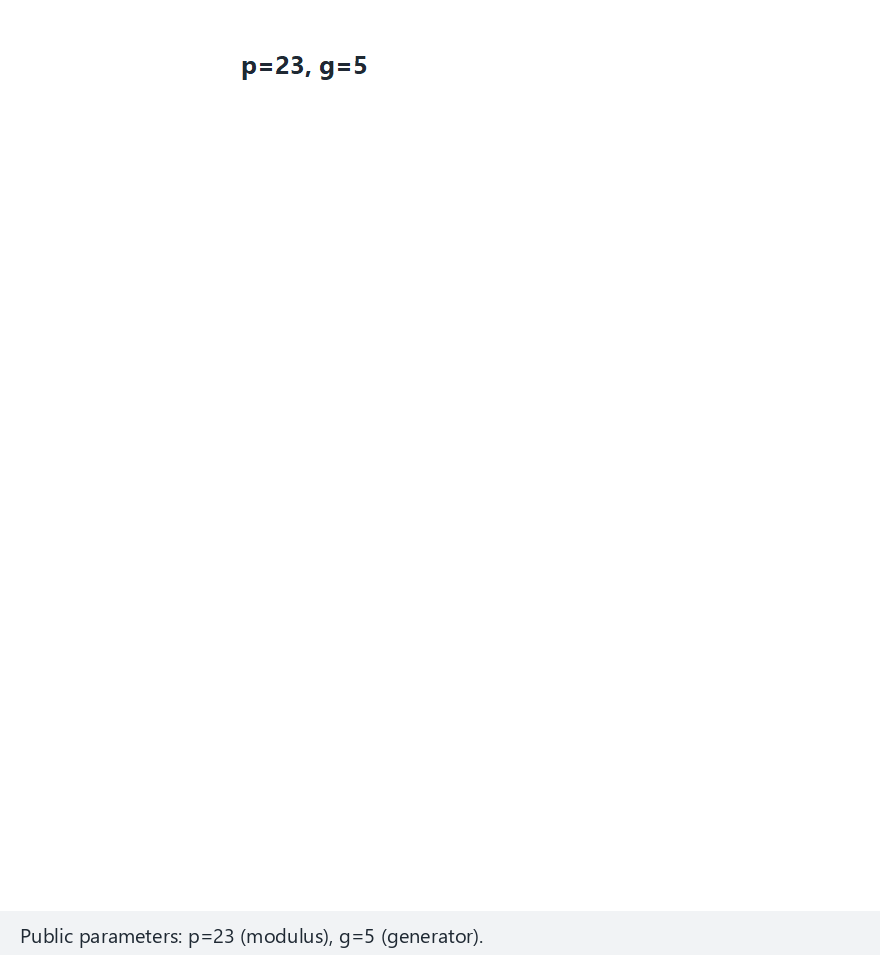 p=23, g=5
Public parameters: p=23 (modulus), g=5 (generator).